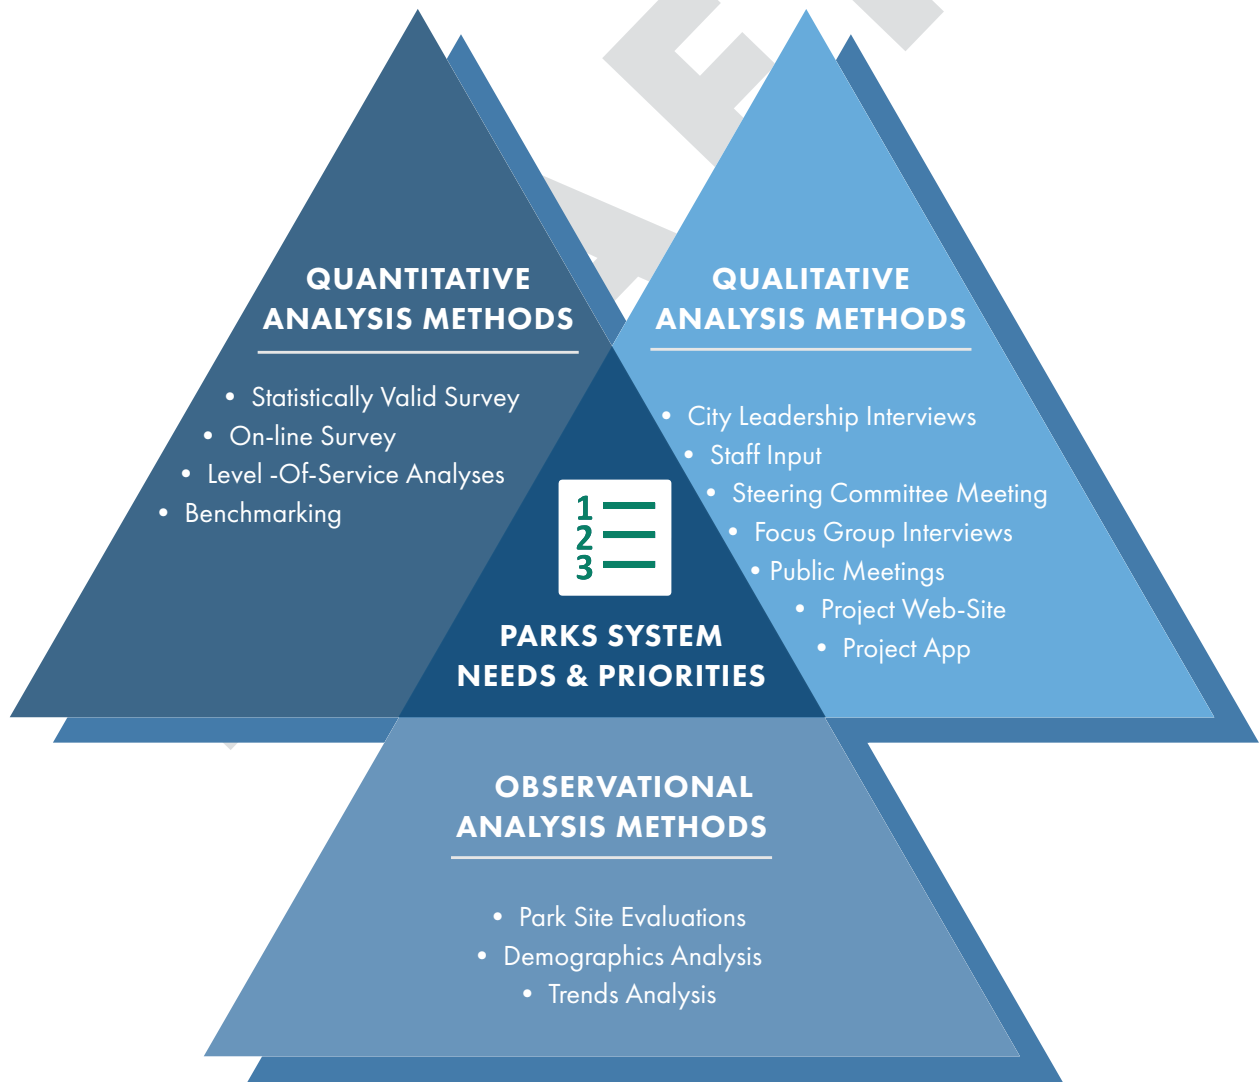 QUANTITATIVE
ANALYSIS METHODS
• Statistically Valid Survey
• On-line Survey
• Level -Of-Service Analyses
• Benchmarking
QUALITATIVE
ANALYSIS METHODS
• City Leadership Interviews
• Staff Input
• Steering Committee Meeting
• Focus Group Interviews
• Public Meetings
• Project Web-Site
• Project App
1
2
3
PARKS SYSTEM
NEEDS & PRIORITIES
OBSERVATIONAL
ANALYSIS METHODS
• Park Site Evaluations
• Demographics Analysis
• Trends Analysis